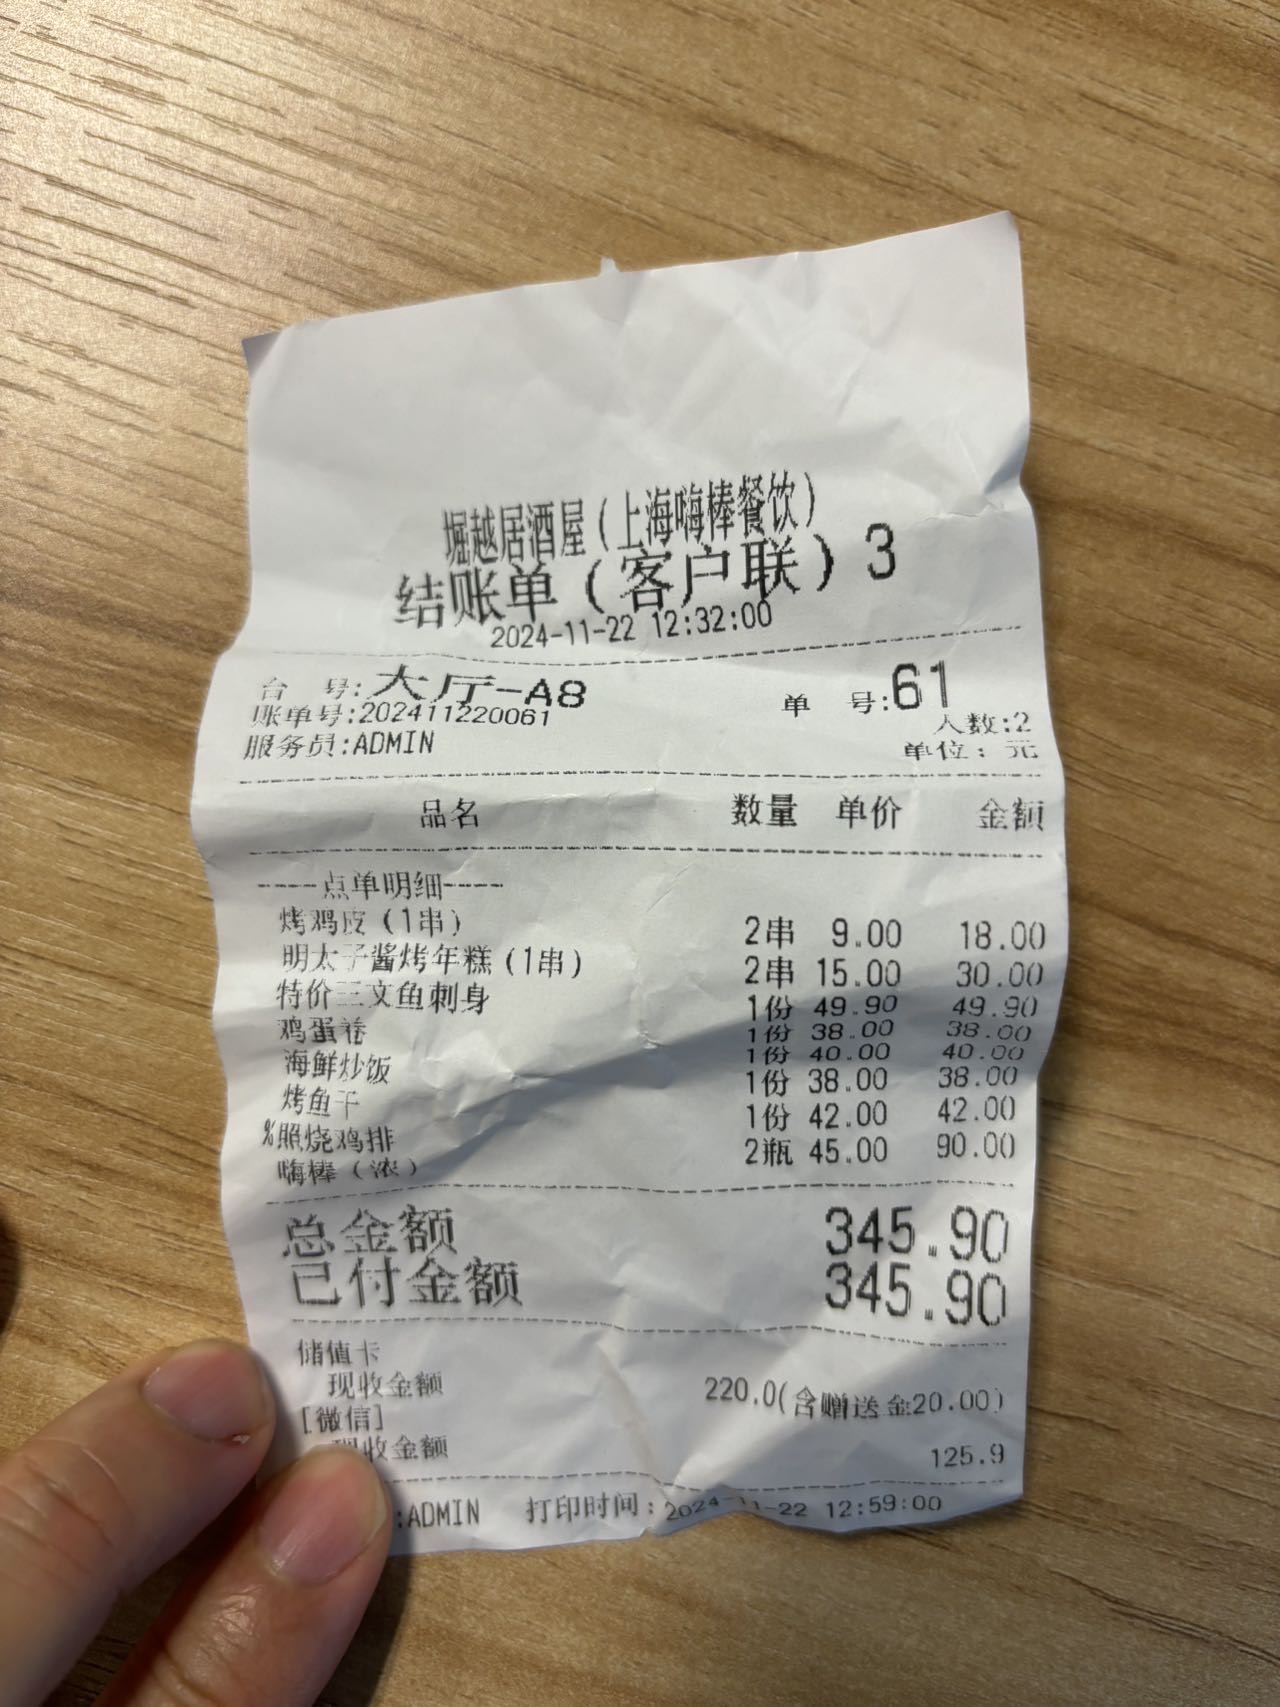 堀越居酒屋(上海嗨棒餐饮)
结账单(客户联)3
2024-11-22 12:32:00
台 号:大厅-A8 单 号:61
账单号:202411220061 人数:2
服务员:ADMIN 单位:元
品名 数量 单价 金额
----点单明细----
烤鸡皮(1串) 2串 9.00 18.00
明太子酱烤年糕(1串) 2串 15.00 30.00
特价三文鱼刺身 1份 49.90 49.90
鸡蛋卷 1份 38.00 38.00
海鲜炒饭 1份 40.00 40.00
烤鱼干 1份 38.00 38.00
%照烧鸡排 1份 42.00 42.00
嗨棒(浓) 2瓶 45.00 90.00
总金额 345.90
已付金额 345.90
储值卡
现收金额 220.0(含赠送金20.00)
[微信]
现收金额 125.9
:ADMIN 打印时间:2024-11-22 12:59:00